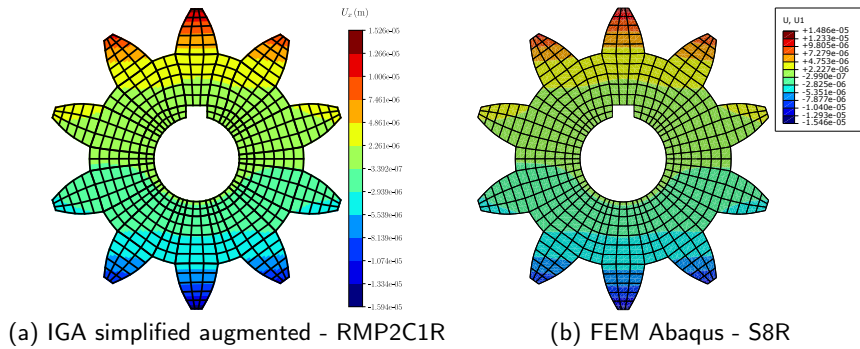 U_x (m)
1.526e-05
1.266e-05
1.006e-05
7.461e-06
4.861e-06
2.261e-06
-3.392e-07
-2.939e-06
-5.539e-06
-8.139e-06
-1.074e-05
-1.334e-05
-1.594e-05
U, U1
+1.486e-05
+1.233e-05
+9.805e-06
+7.279e-06
+4.753e-06
+2.227e-06
-2.990e-07
-2.825e-06
-5.351e-06
-7.877e-06
-1.040e-05
-1.293e-05
-1.546e-05
(a) IGA simplified augmented - RMP2C1R
(b) FEM Abaqus - S8R